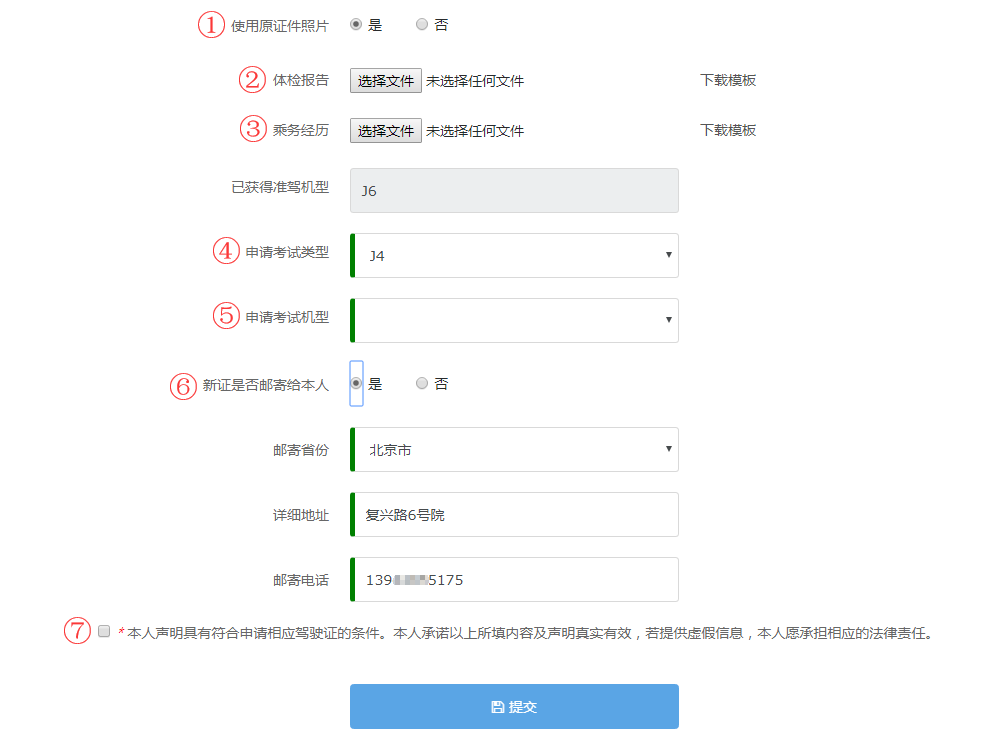 ① 使用原证件照片 是 否
② 体检报告 选择文件 未选择任何文件 下载模板
③ 乘务经历 选择文件 未选择任何文件 下载模板
已获得准驾机型 J6
④ 申请考试类型 J4
⑤ 申请考试机型
⑥ 新证是否邮寄给本人 是 否
邮寄省份 北京市
详细地址 复兴路6号院
邮寄电话 139 5175
⑦ *本人声明具有符合申请相应驾驶证的条件。本人承诺以上所填内容及声明真实有效，若提供虚假信息，本人愿承担相应的法律责任。
提交